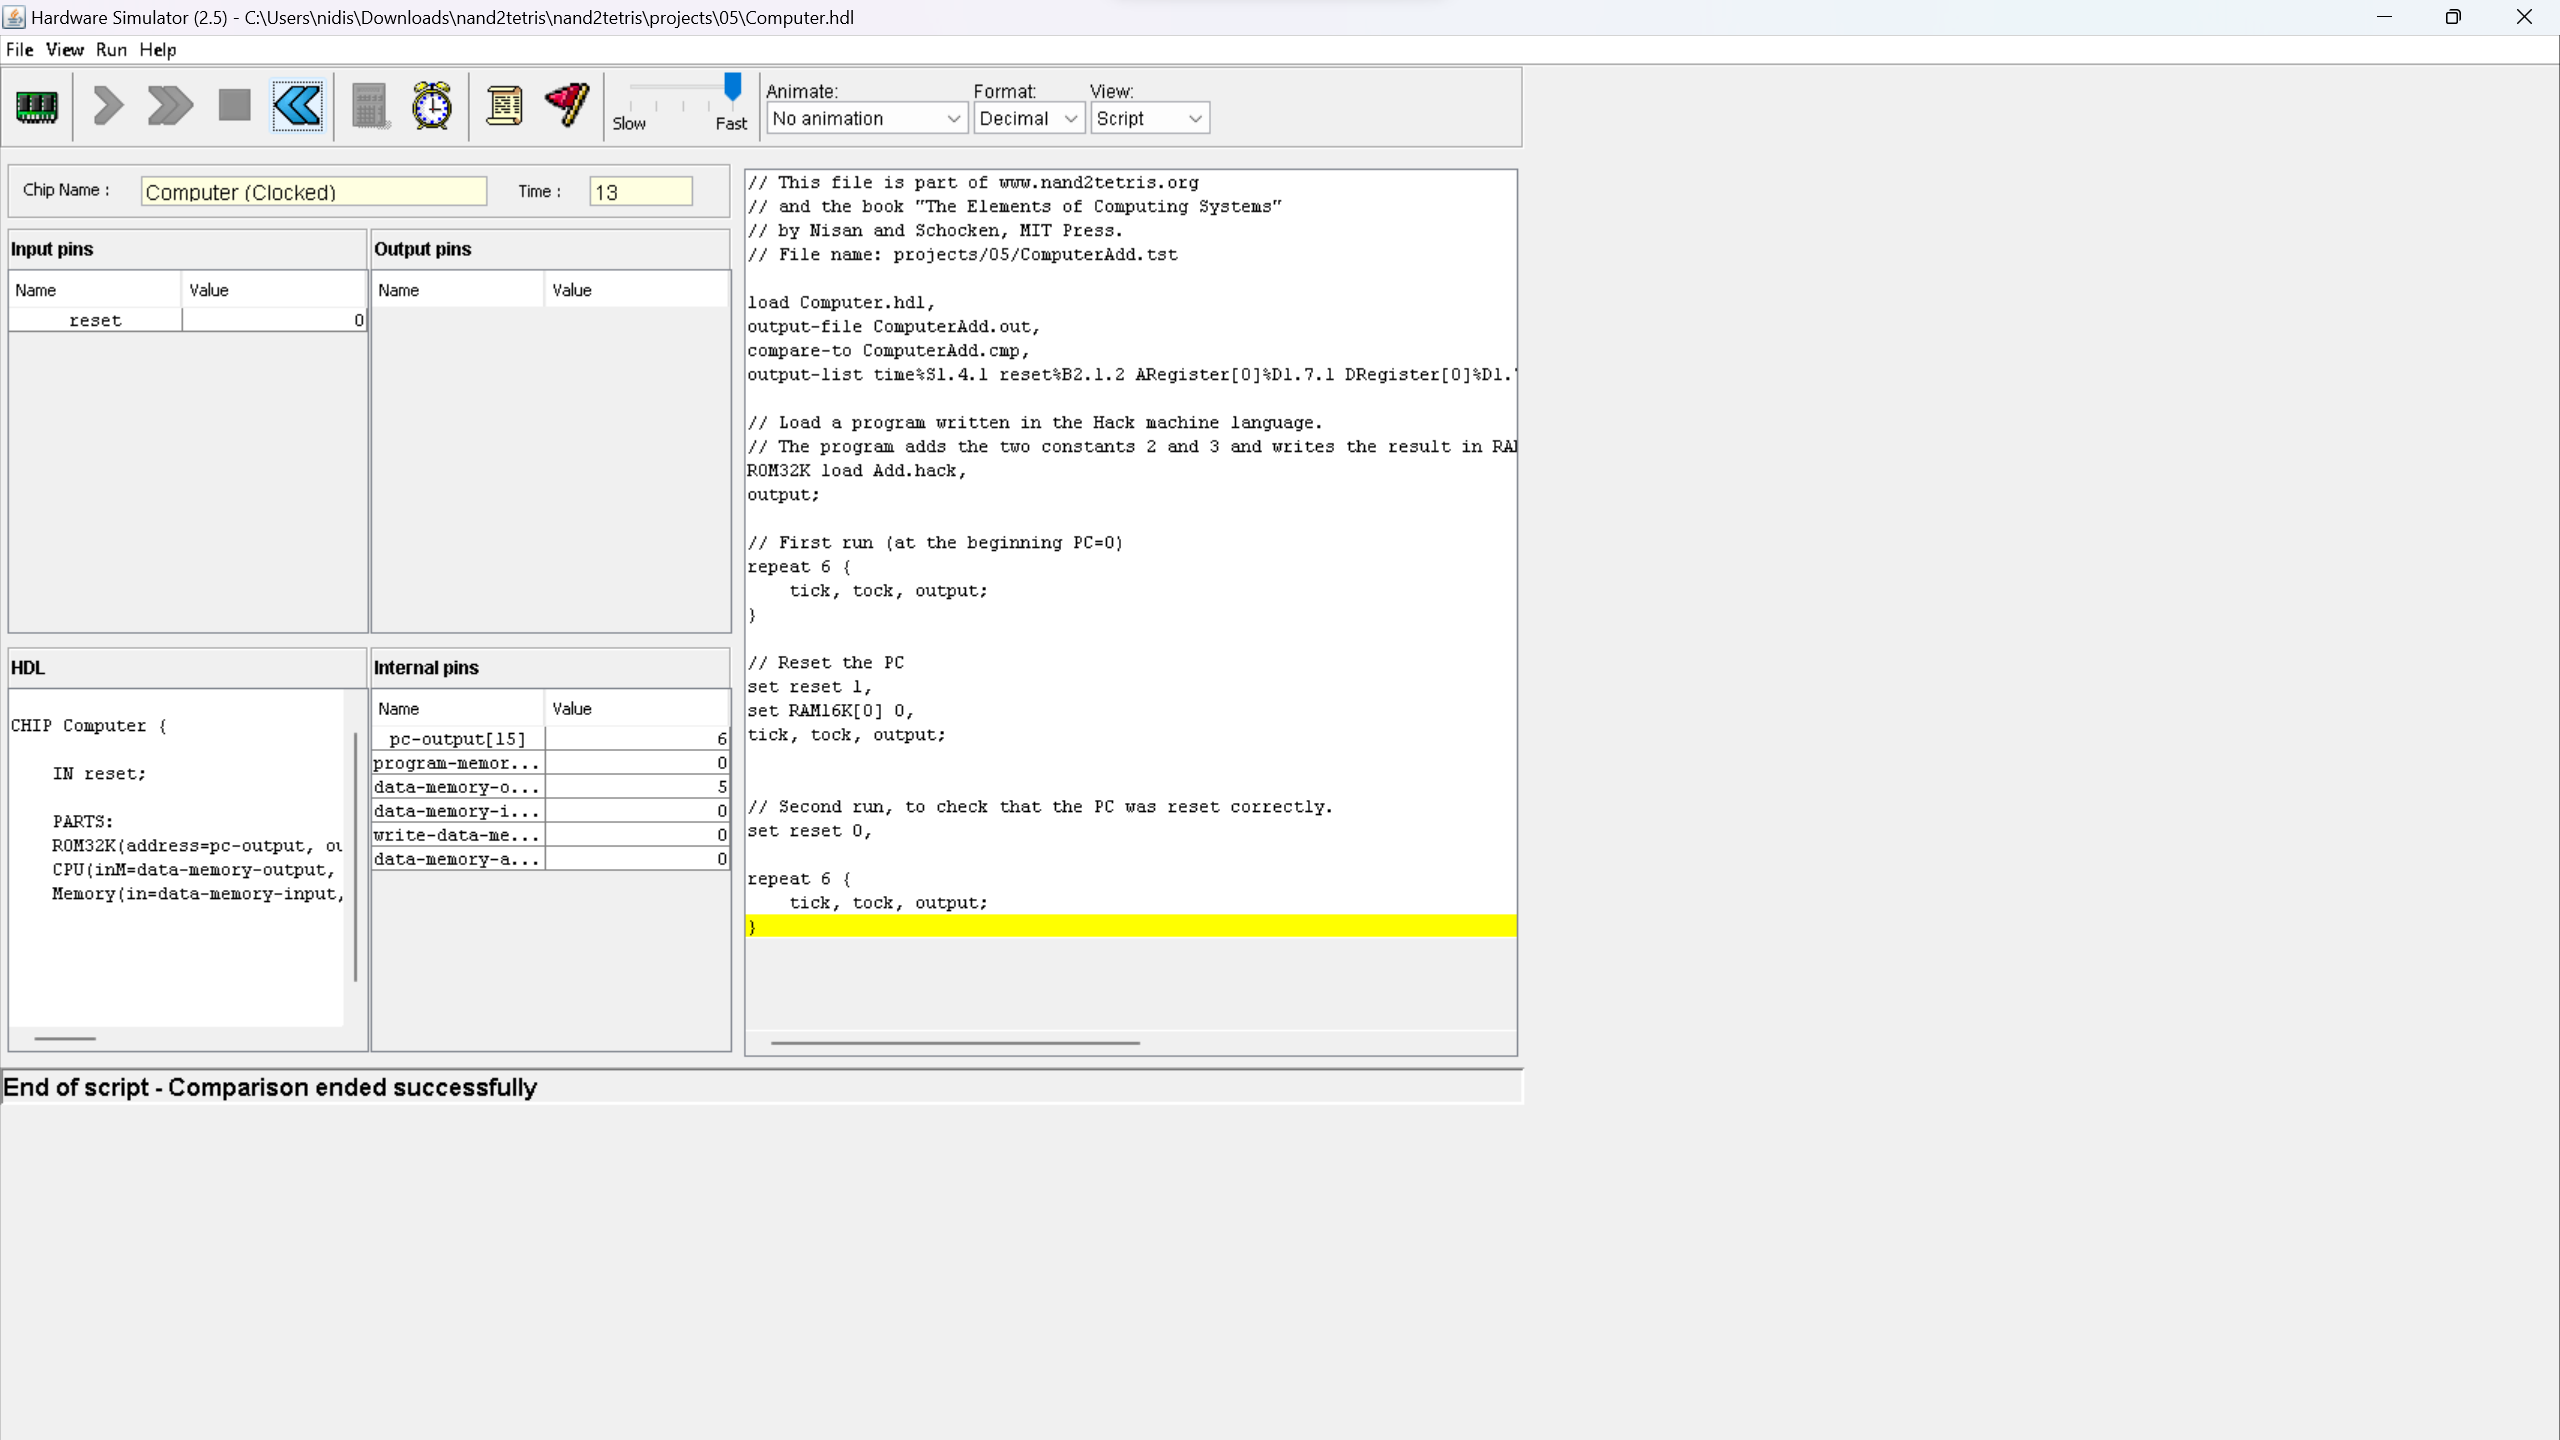 Hardware Simulator (2.5) - C:\Users\nidis\Downloads\nand2tetris\nand2tetris\projects\05\Computer.hdl
File View Run Help
Animate: Format: View:
Slow Fast No animation Decimal Script
Chip Name : Computer (Clocked) Time : 13
Input pins
Name Value
reset 0
Output pins
Name Value
HDL
CHIP Computer {
IN reset;
PARTS:
ROM32K(address=pc-output, ou
CPU(inM=data-memory-output,
Memory(in=data-memory-input,
Internal pins
Name Value
pc-output[15] 6
program-memor... 0
data-memory-o... 5
data-memory-i... 0
write-data-me... 0
data-memory-a... 0
// This file is part of www.nand2tetris.org
// and the book "The Elements of Computing Systems"
// by Nisan and Schocken, MIT Press.
// File name: projects/05/ComputerAdd.tst
load Computer.hdl,
output-file ComputerAdd.out,
compare-to ComputerAdd.cmp,
output-list time%S1.4.1 reset%B2.1.2 ARegister[0]%D1.7.1 DRegister[0]%D1.
// Load a program written in the Hack machine language.
// The program adds the two constants 2 and 3 and writes the result in RA
ROM32K load Add.hack,
output;
// First run (at the beginning PC=0)
repeat 6 {
tick, tock, output;
}
// Reset the PC
set reset 1,
set RAM16K[0] 0,
tick, tock, output;
// Second run, to check that the PC was reset correctly.
set reset 0,
repeat 6 {
tick, tock, output;
}
End of script - Comparison ended successfully